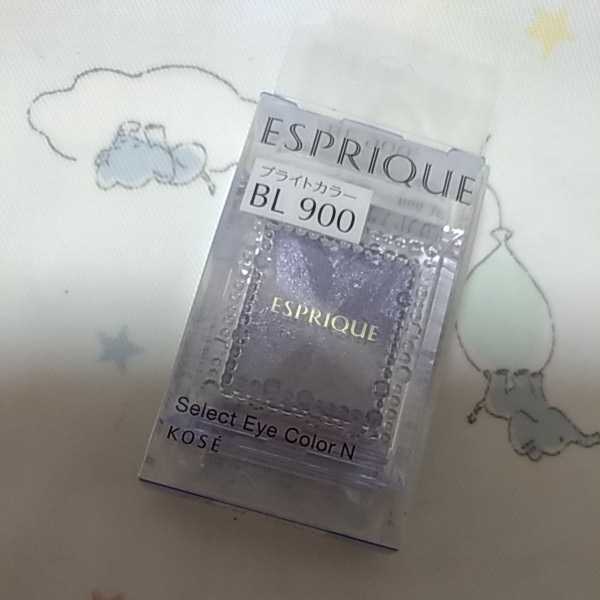 ESPRIQUE
ブライトカラー
BL 900
ESPRIQUE
Select Eye Color N
KOSÉ